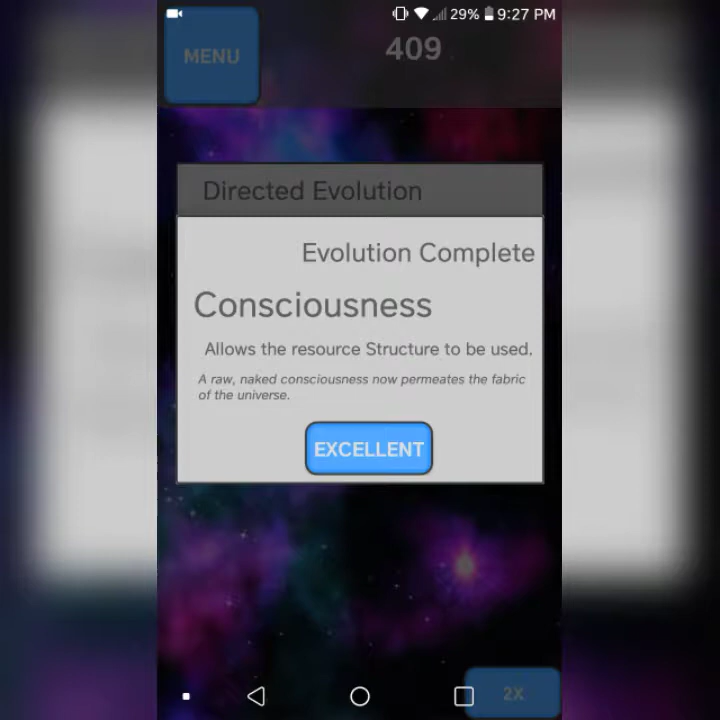 29% 9:27 PM
MENU
409
Directed Evolution
Evolution Complete
Consciousness
Allows the resource Structure to be used.
A raw, naked consciousness now permeates the fabric
of the universe.
EXCELLENT
2X